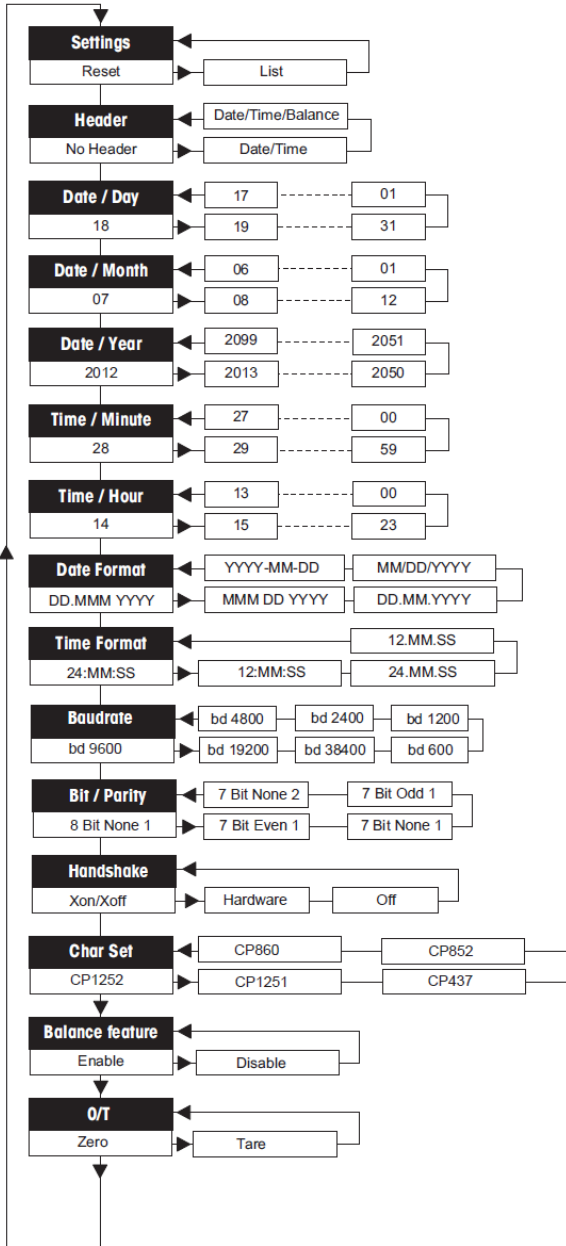 Settings
Reset List
Header Date/Time/Balance
No Header Date/Time
Date / Day 17 01
18 19 31
Date / Month 06 01
07 08 12
Date / Year 2099 2051
2012 2013 2050
Time / Minute 27 00
28 29 59
Time / Hour 13 00
14 15 23
Date Format YYYY-MM-DD MM/DD/YYYY
DD.MMM YYYY MMM DD YYYY DD.MM.YYYY
Time Format 12.MM.SS
24:MM:SS 12:MM:SS 24.MM.SS
Baudrate bd 4800 bd 2400 bd 1200
bd 9600 bd 19200 bd 38400 bd 600
Bit / Parity 7 Bit None 2 7 Bit Odd 1
8 Bit None 1 7 Bit Even 1 7 Bit None 1
Handshake
Xon/Xoff Hardware Off
Char Set CP860 CP852
CP1252 CP1251 CP437
Balance feature
Enable Disable
O/T
Zero Tare